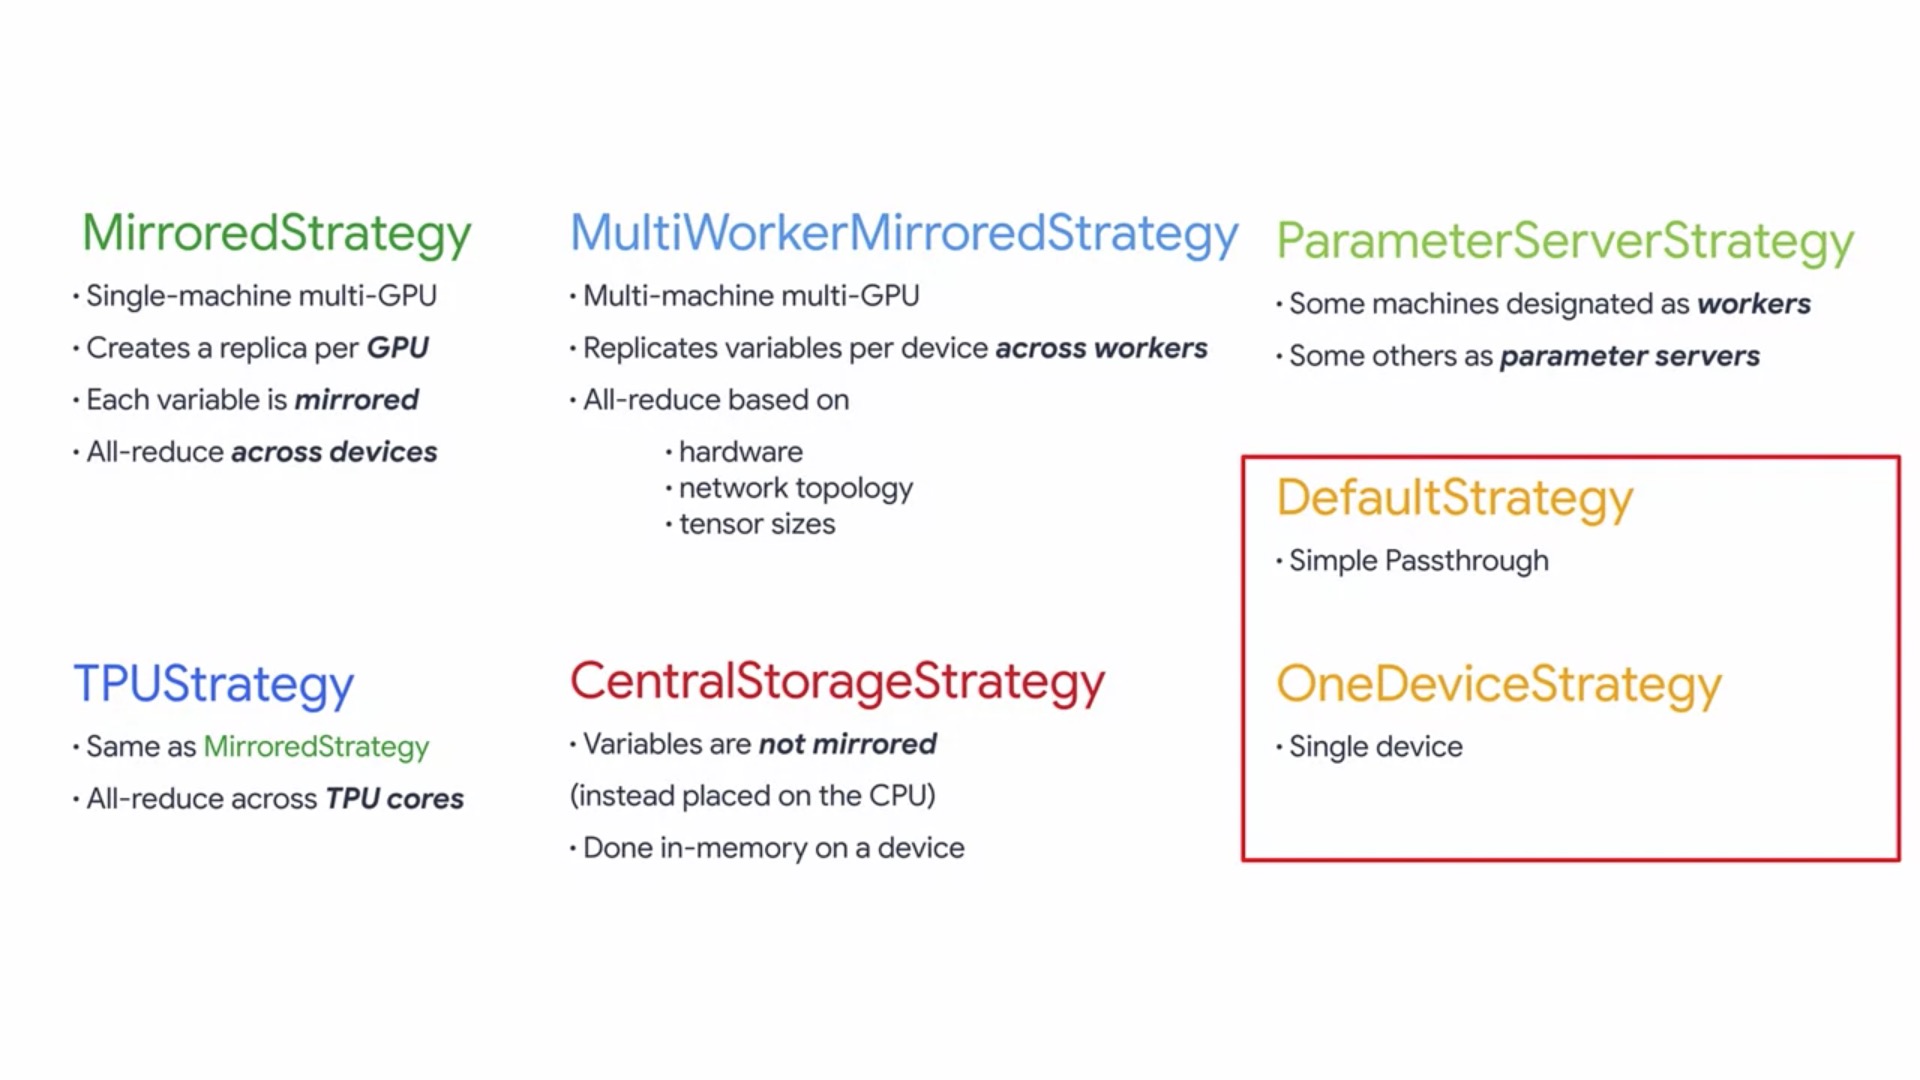 MirroredStrategy
· Single-machine multi-GPU
· Creates a replica per GPU
· Each variable is mirrored
· All-reduce across devices
MultiWorkerMirroredStrategy
· Multi-machine multi-GPU
· Replicates variables per device across workers
· All-reduce based on
· hardware
· network topology
· tensor sizes
ParameterServerStrategy
· Some machines designated as workers
· Some others as parameter servers
DefaultStrategy
· Simple Passthrough
TPUStrategy
· Same as MirroredStrategy
· All-reduce across TPU cores
CentralStorageStrategy
· Variables are not mirrored
(instead placed on the CPU)
· Done in-memory on a device
OneDeviceStrategy
· Single device